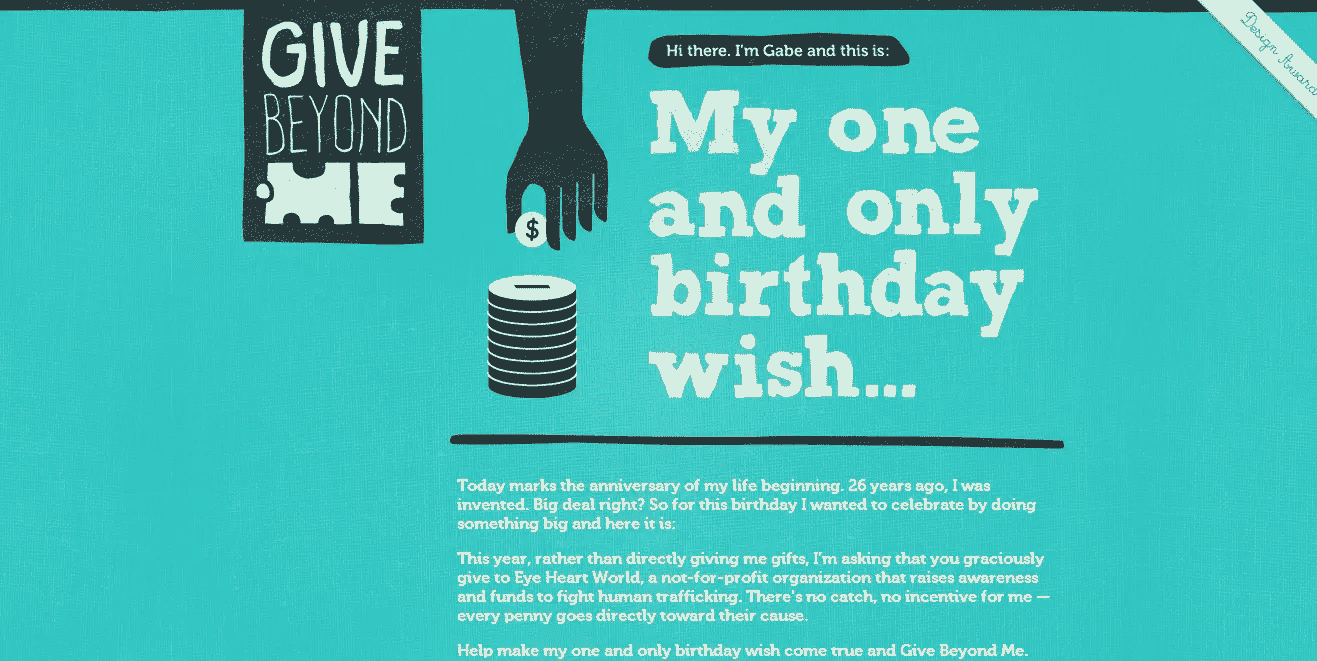 GIVE
BEYOND
ME
$
Hi there. I'm Gabe and this is:
My one
and only
birthday
wish...
Design Award
Today marks the anniversary of my life beginning. 26 years ago, I was
invented. Big deal right? So for this birthday I wanted to celebrate by doing
something big and here it is:
This year, rather than directly giving me gifts, I'm asking that you graciously
give to Eye Heart World, a not-for-profit organization that raises awareness
and funds to fight human trafficking. There's no catch, no incentive for me —
every penny goes directly toward their cause.
Help make my one and only birthday wish come true and Give Beyond Me.